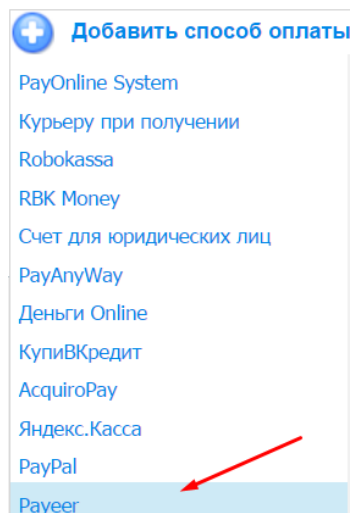 Добавить способ оплаты
PayOnline System
Курьеру при получении
Robokassa
RBK Money
Счет для юридических лиц
PayAnyWay
Деньги Online
КупиВКредит
AcquiroPay
Яндекс.Касса
PayPal
Payeer